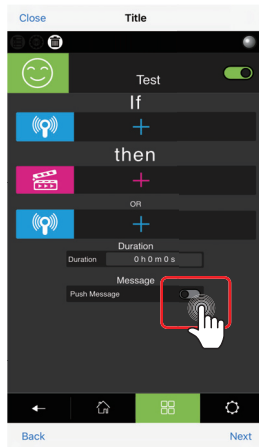 Close Title
Test
If
+
then
+
OR
+
Duration
Duration 0 h 0 m 0 s
Message
Push Message
Back Next